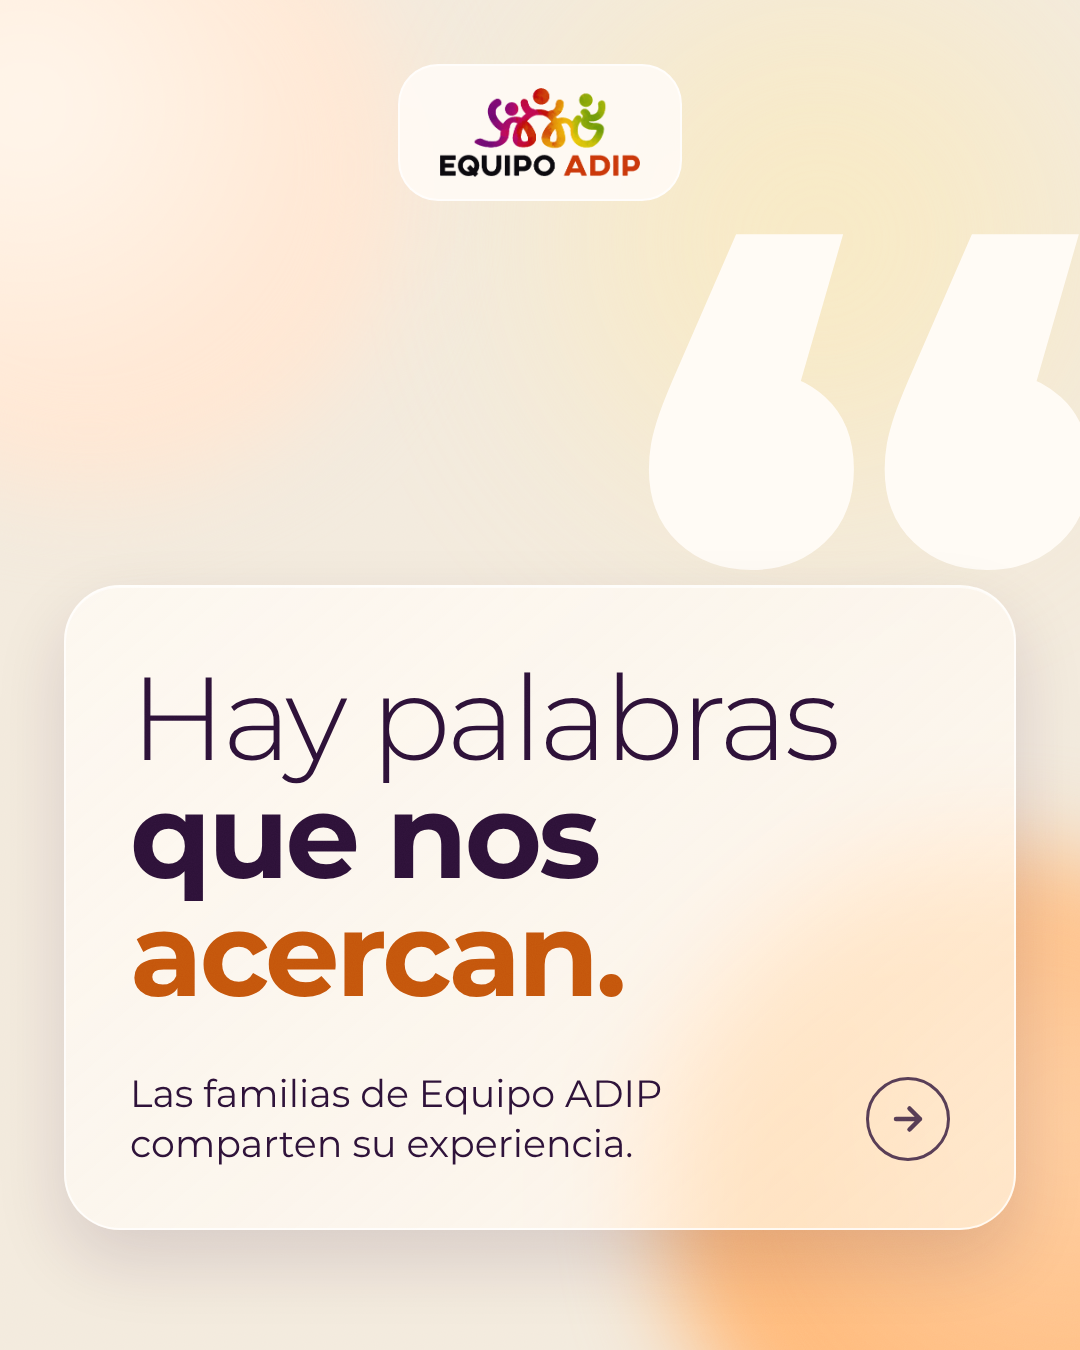 EQUIPO ADIP
“
Hay palabras
que nos
acercan.
Las familias de Equipo ADIP
comparten su experiencia.